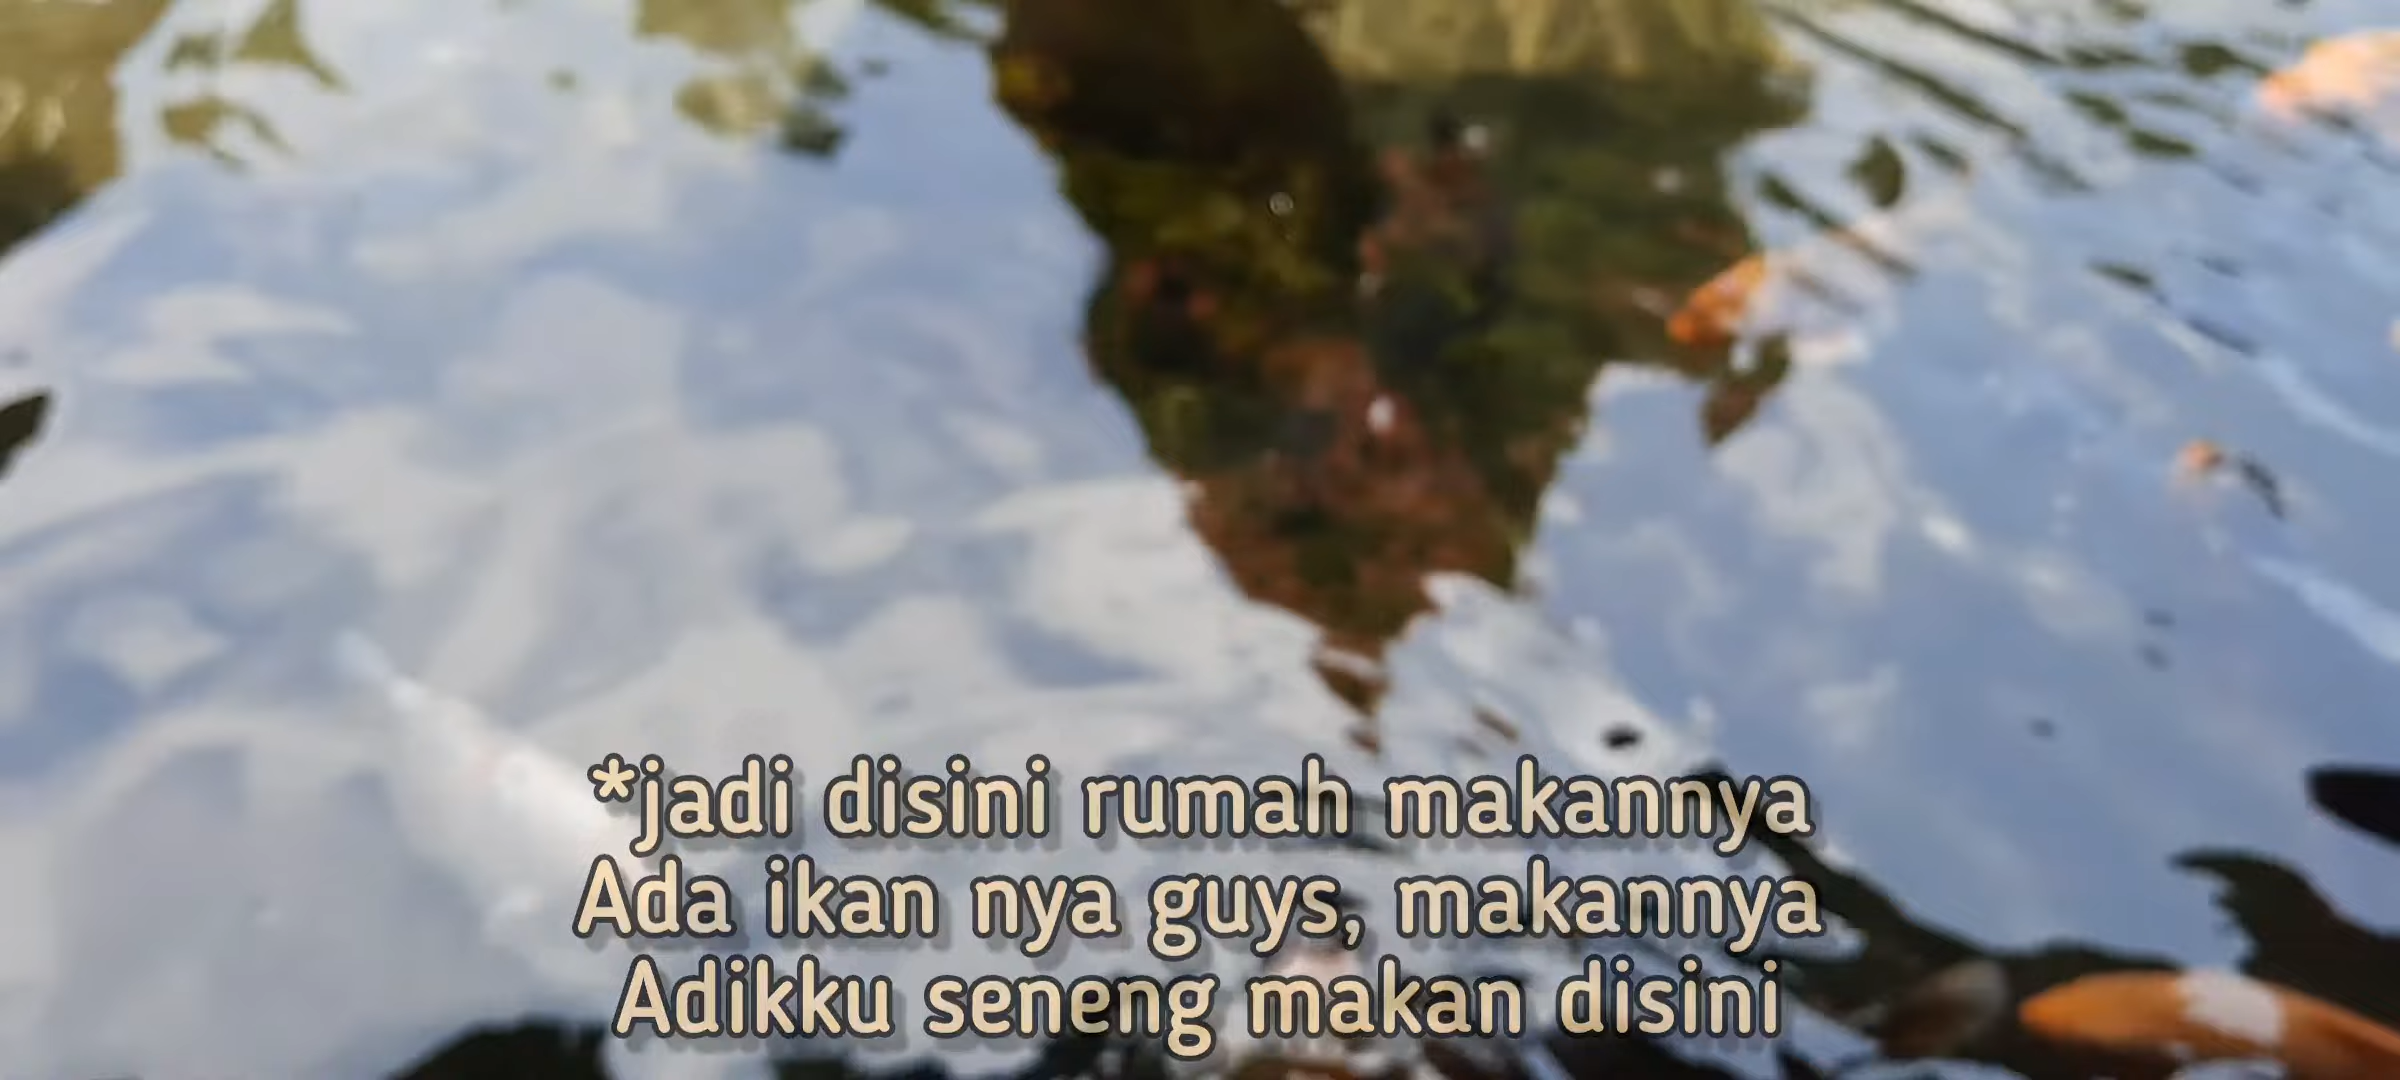 *jadi disini rumah makannya
Ada ikan nya guys, makannya
Adikku seneng makan disini